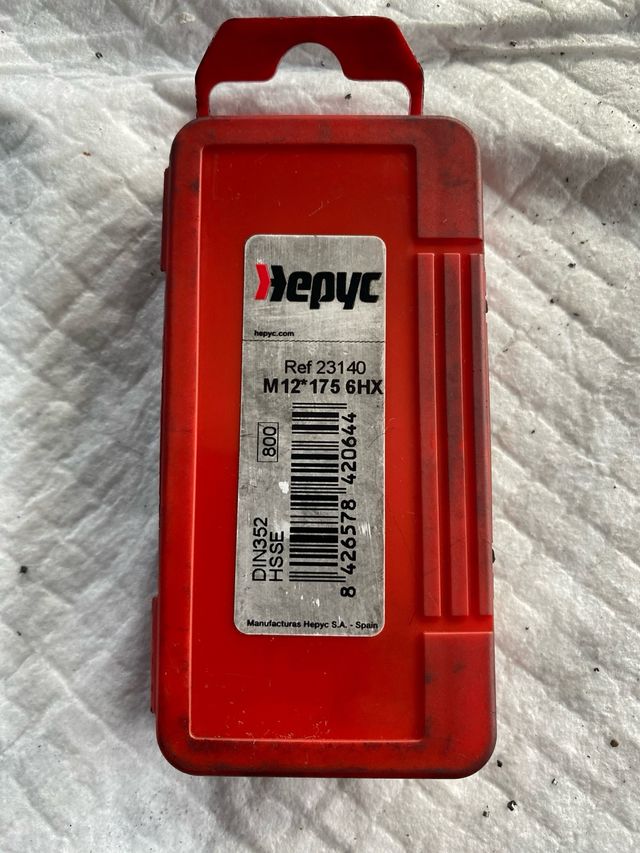 Hepyc
hepyc.com
Ref 23140
M12*175 6HX
800
DIN352
HSSE
8 426578 420644
Manufacturas Hepyc S.A. - Spain